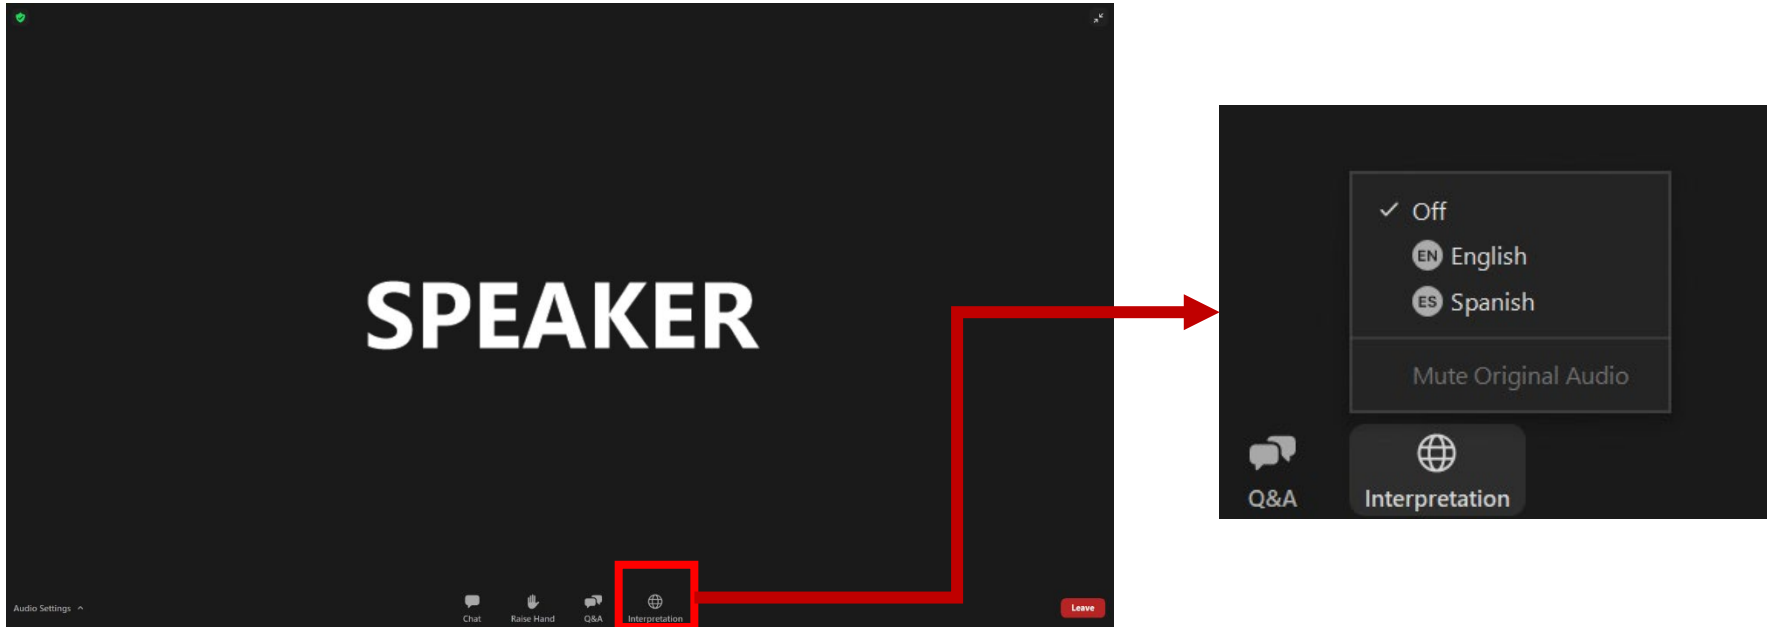 SPEAKER
Audio Settings
Chat
Raise Hand
Q&A
Interpretation
Leave
Off
EN English
ES Spanish
Mute Original Audio
Q&A
Interpretation